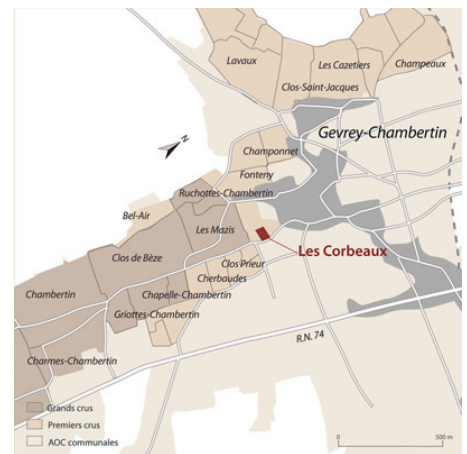 Lavaux
Les Cazetiers
Champeaux
Clos-Saint-Jacques
Gevrey-Chambertin
Champonnet
N
Fonteny
Ruchottes-Chambertin
Bel-Air
Les Mazis
Les Corbeaux
Clos de Bèze
Clos Prieur
Cherbaudes
Chambertin
Chapelle-Chambertin
Griottes-Chambertin
R.N. 74
Charmes-Chambertin
Grands crus
Premiers crus
AOC communales
0 500 m